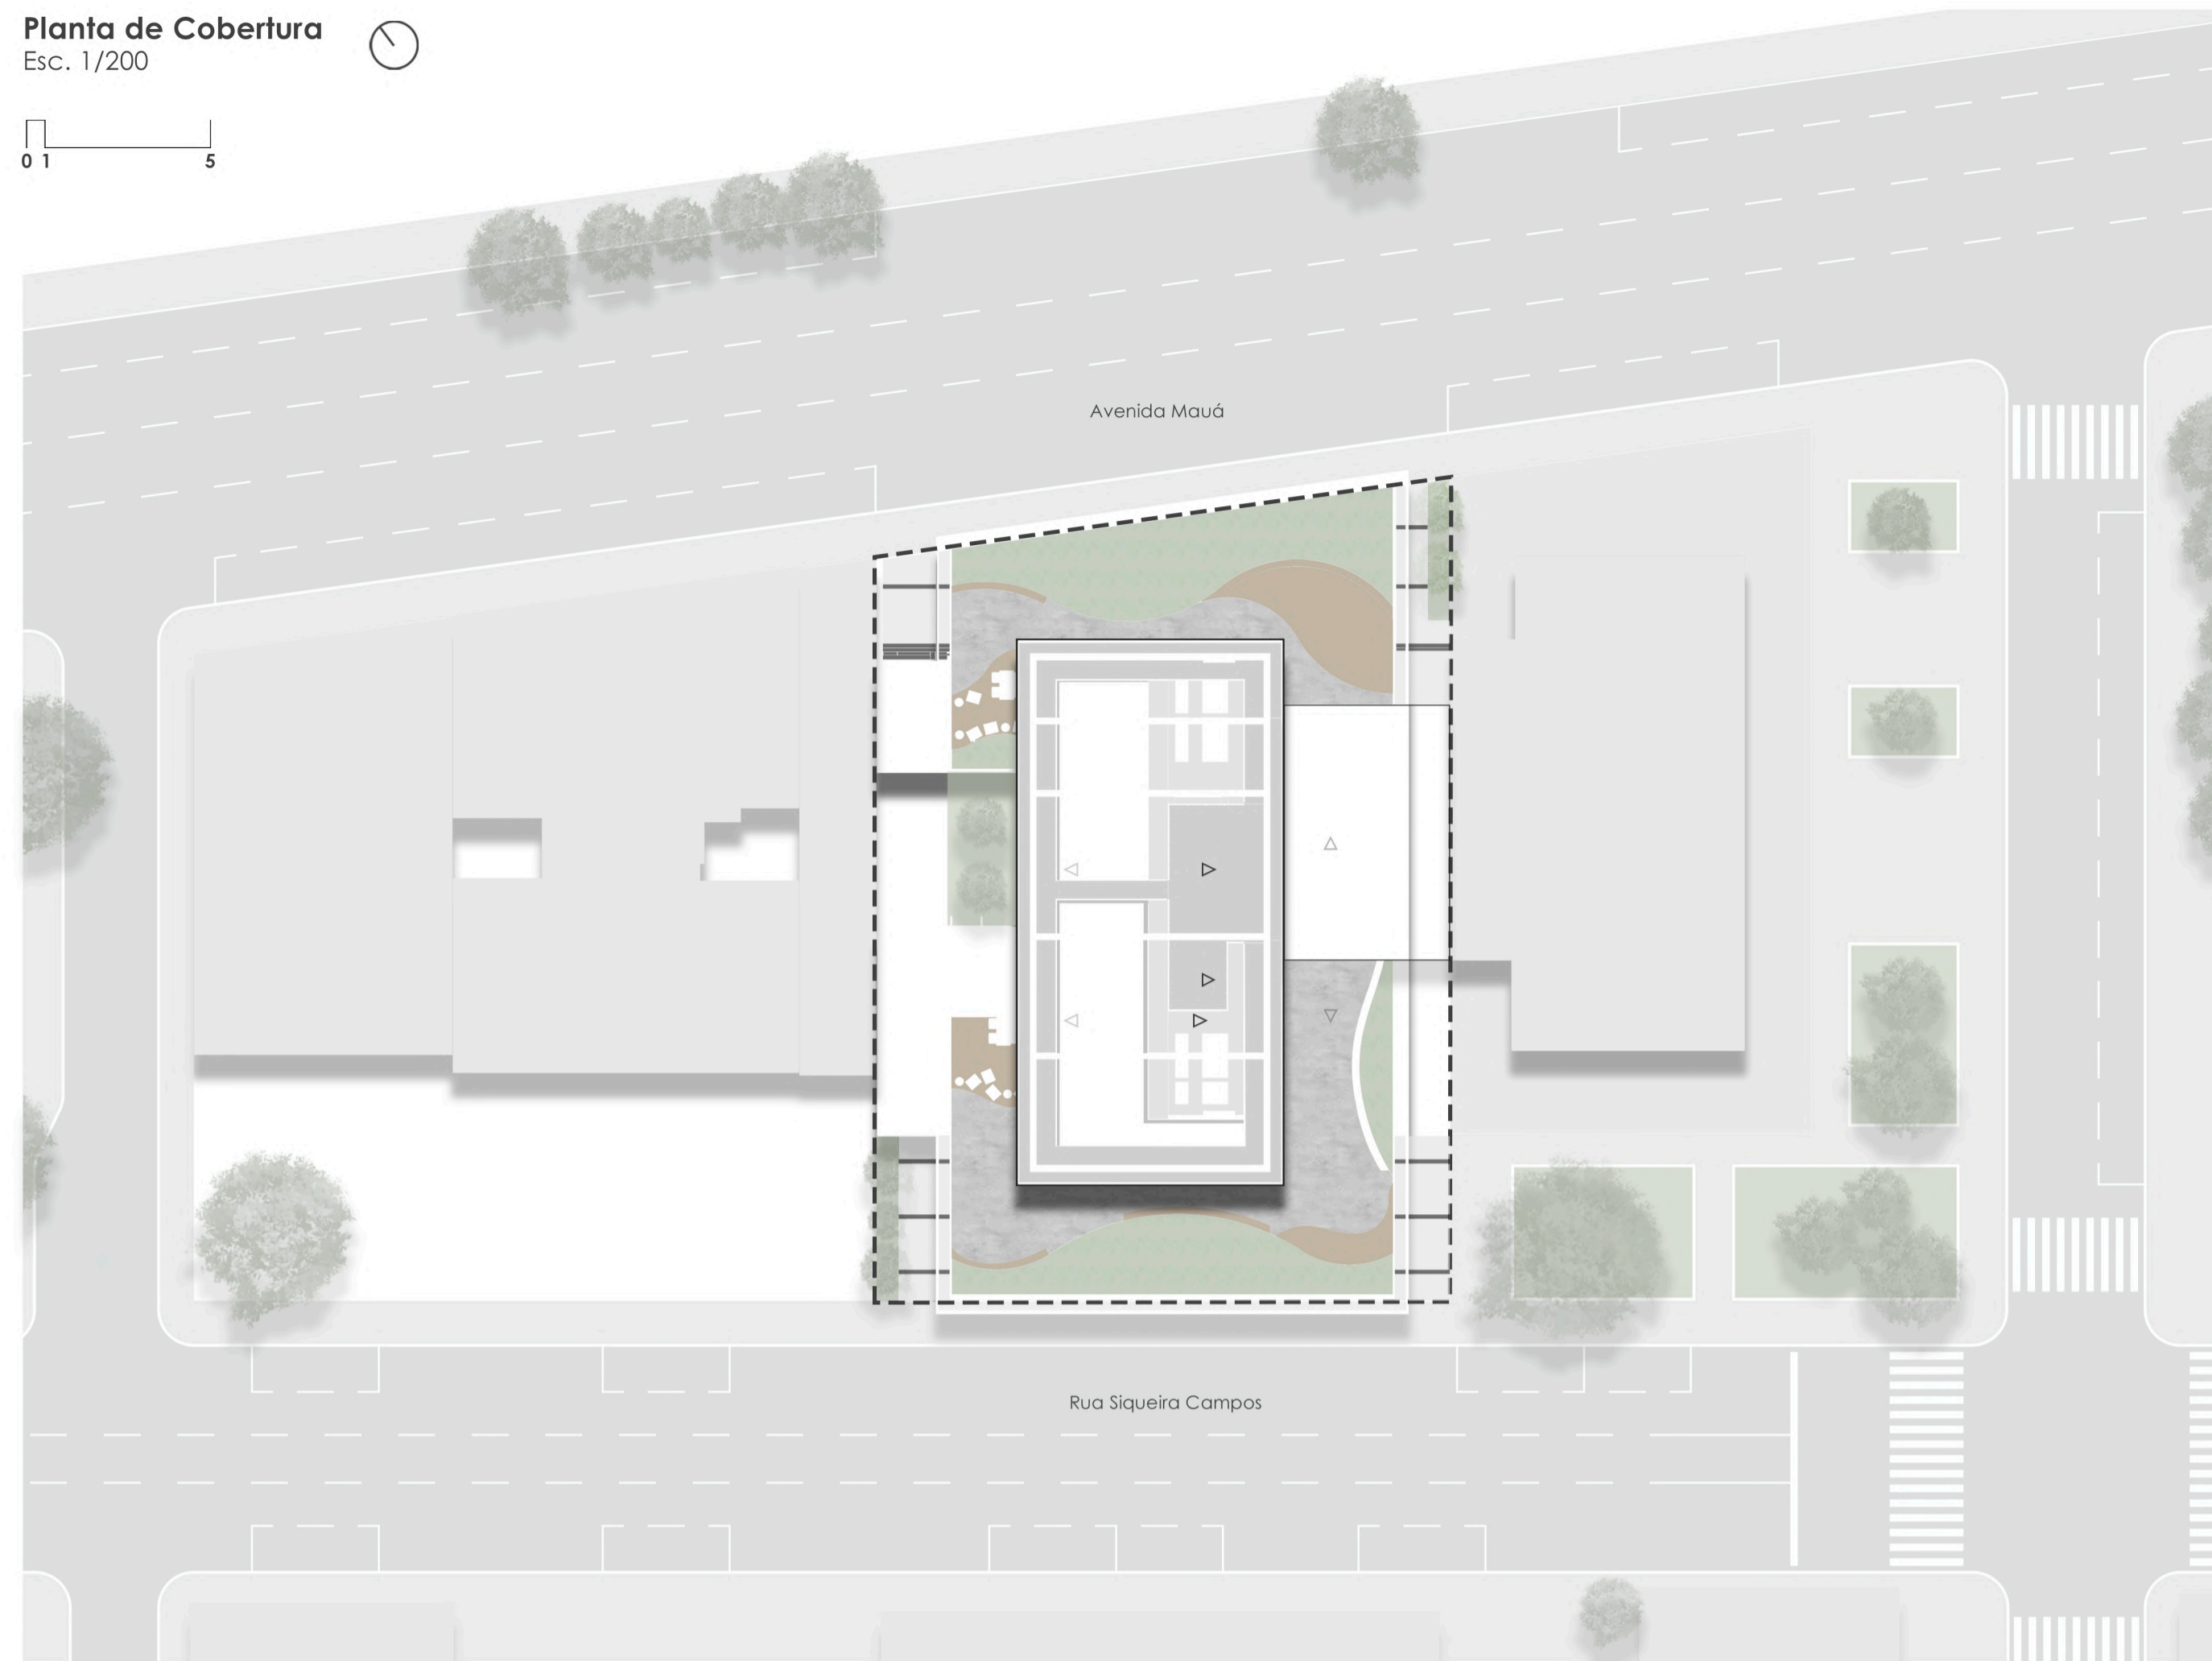 Planta de Cobertura
Esc. 1/200
0 1 5
Avenida Mauá
Rua Siqueira Campos